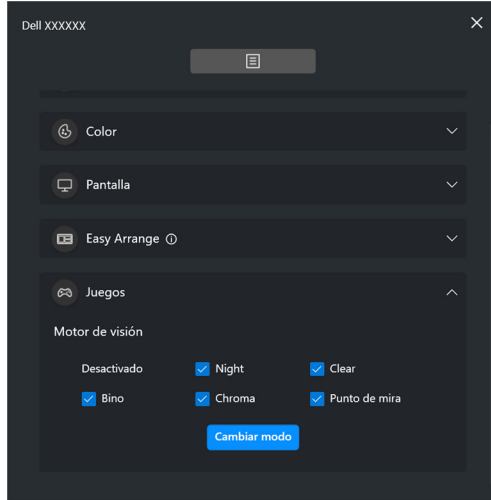 Dell XXXXXX
Color
Pantalla
Easy Arrange
Juegos
Motor de visión
Desactivado Night Clear
Bino Chroma Punto de mira
Cambiar modo